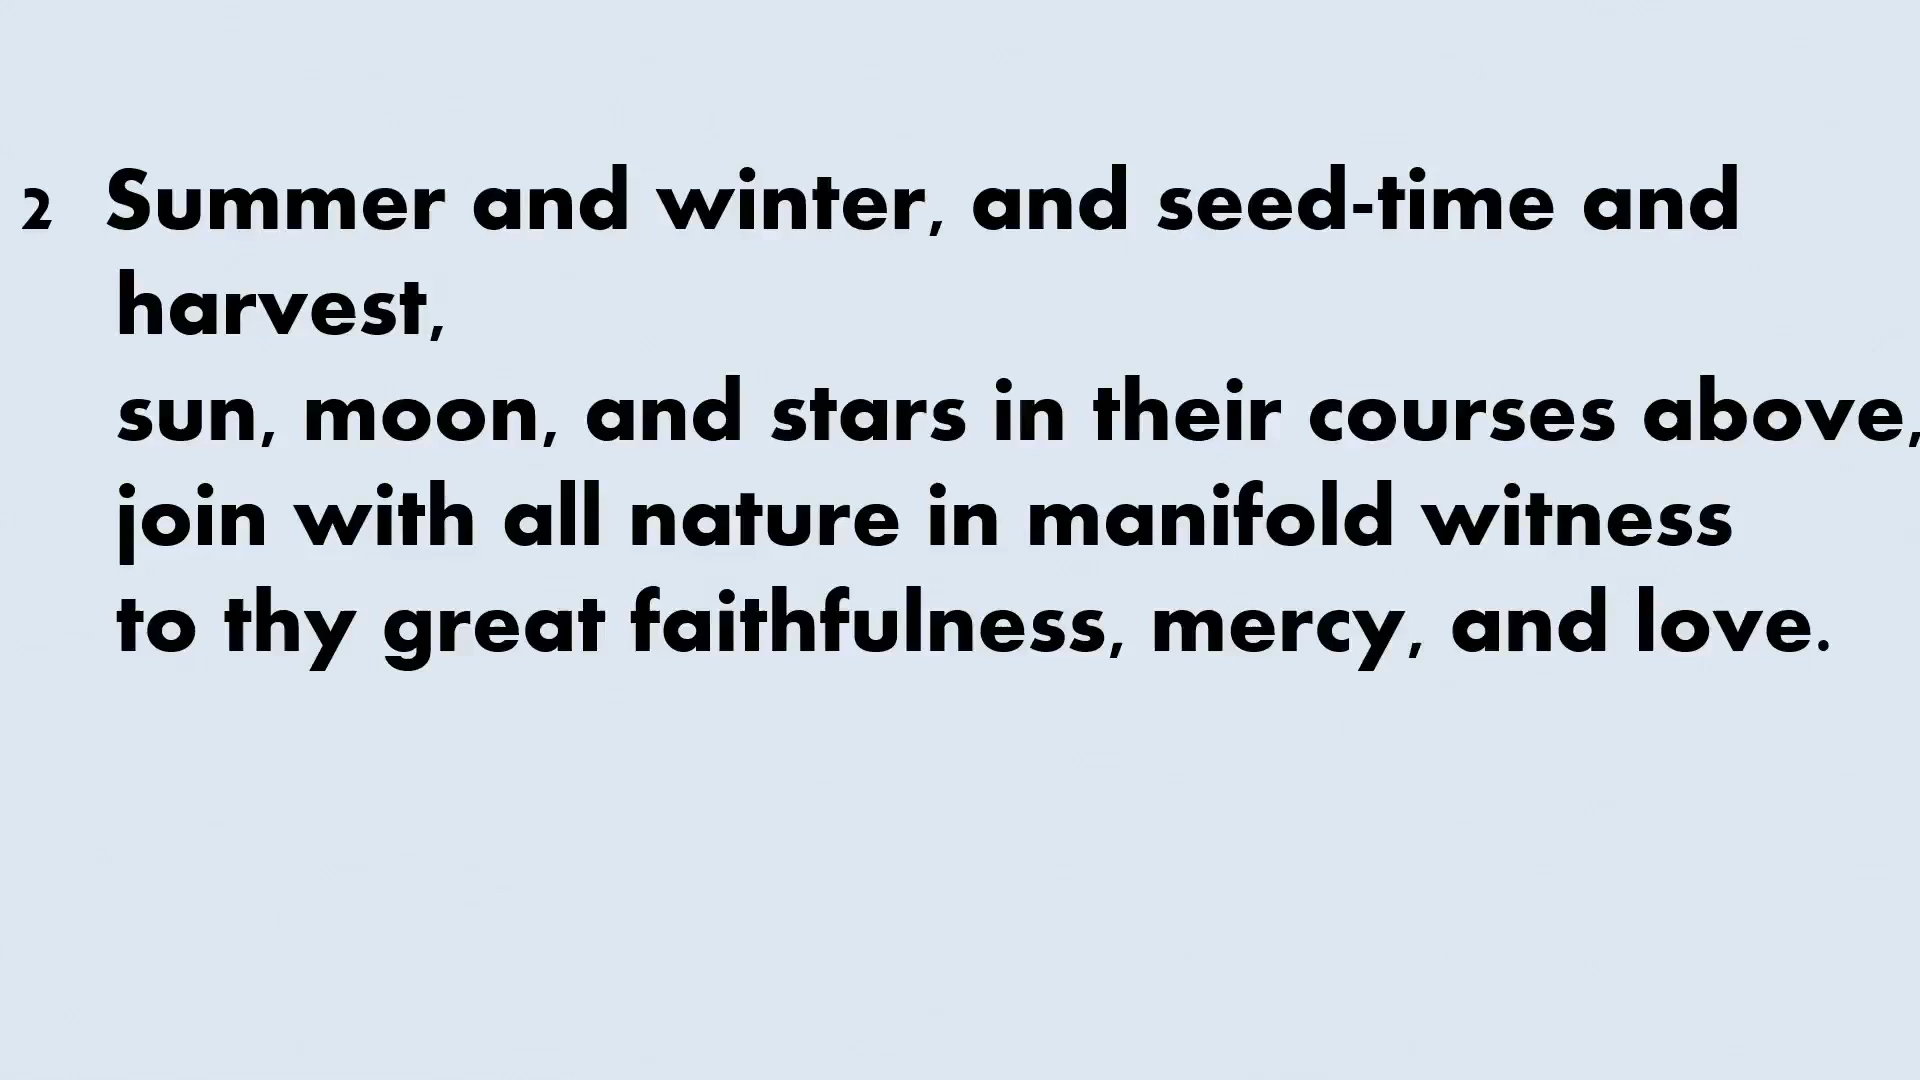 2 Summer and winter, and seed-time and
harvest,
sun, moon, and stars in their courses above,
join with all nature in manifold witness
to thy great faithfulness, mercy, and love.